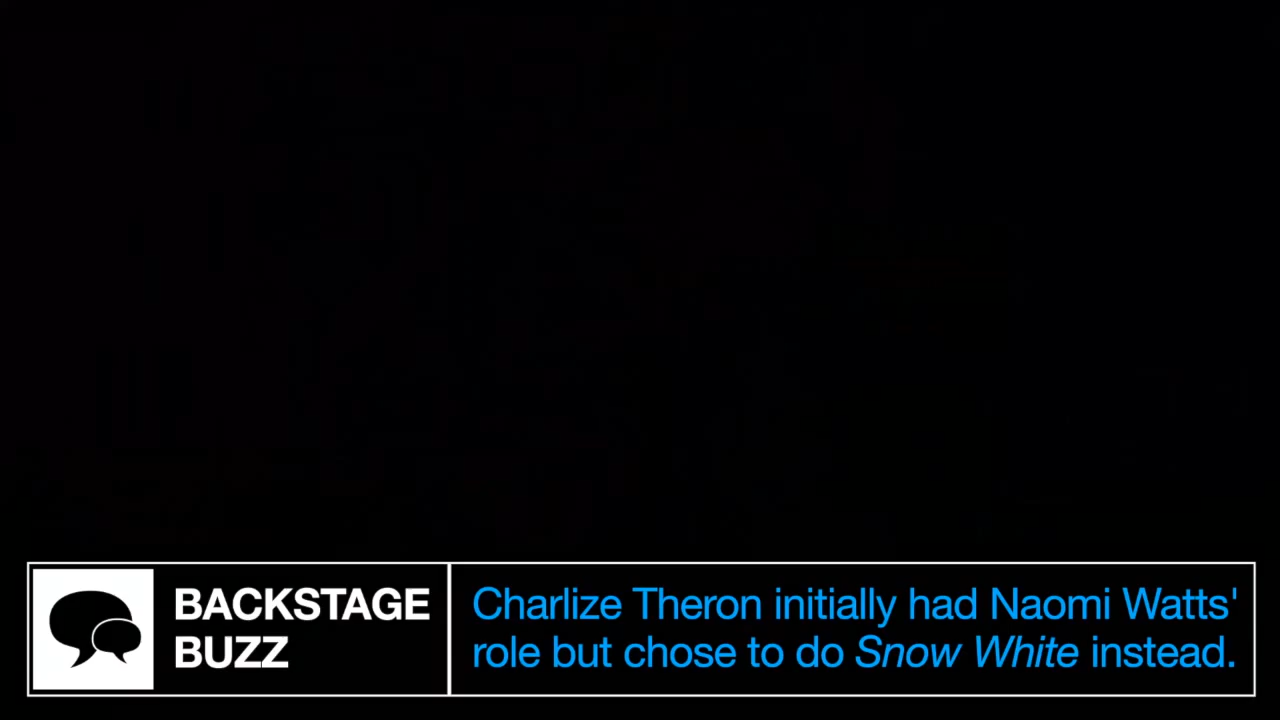 BACKSTAGE
BUZZ
Charlize Theron initially had Naomi Watts'
role but chose to do Snow White instead.